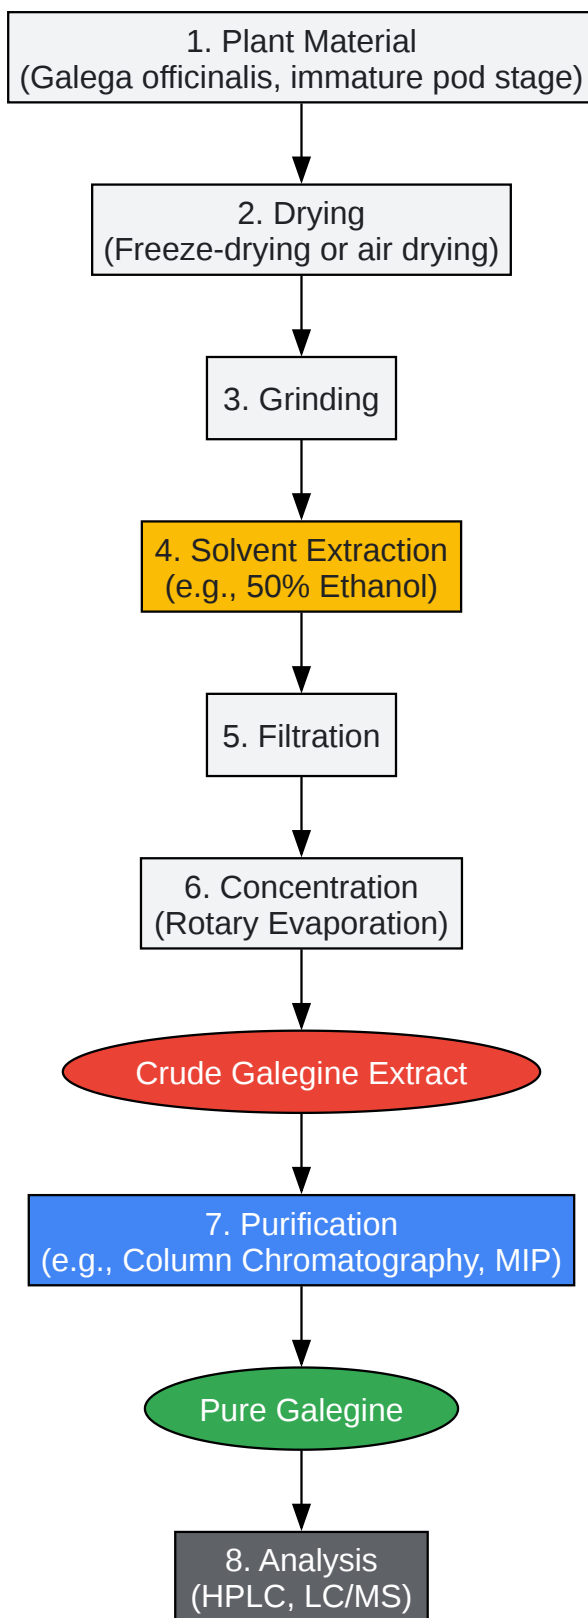 1. Plant Material
(Galega officinalis, immature pod stage)
2. Drying
(Freeze-drying or air drying)
3. Grinding
4. Solvent Extraction
(e.g., 50% Ethanol)
5. Filtration
6. Concentration
(Rotary Evaporation)
Crude Galegine Extract
7. Purification
(e.g., Column Chromatography, MIP)
Pure Galegine
8. Analysis
(HPLC, LC/MS)